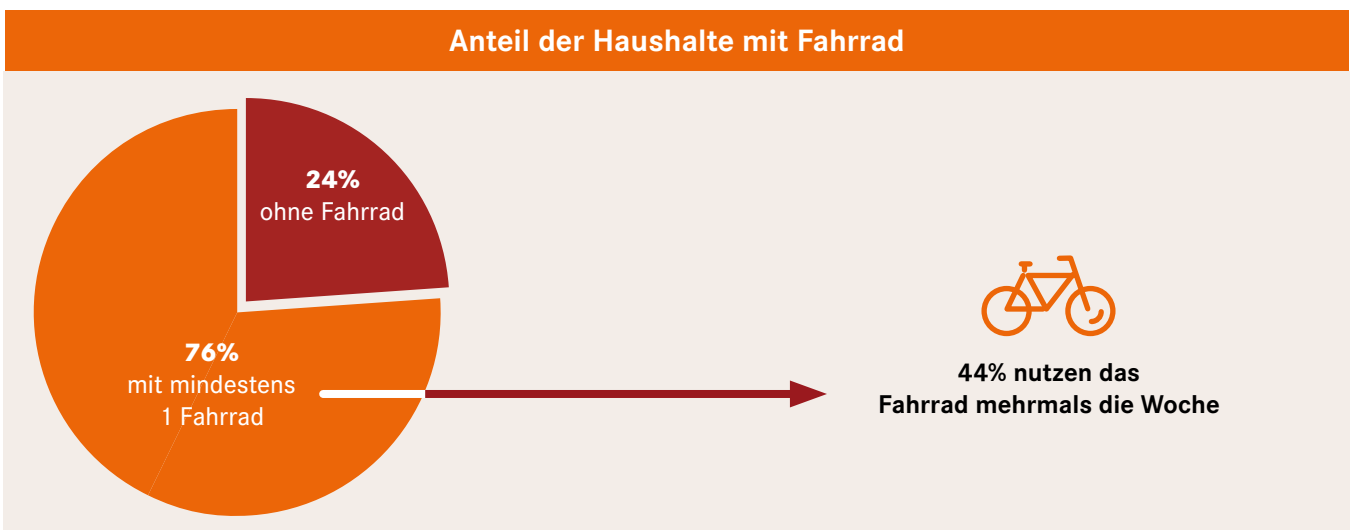 Anteil der Haushalte mit Fahrrad
24%
ohne Fahrrad
76%
mit mindestens
1 Fahrrad
44% nutzen das
Fahrrad mehrmals die Woche